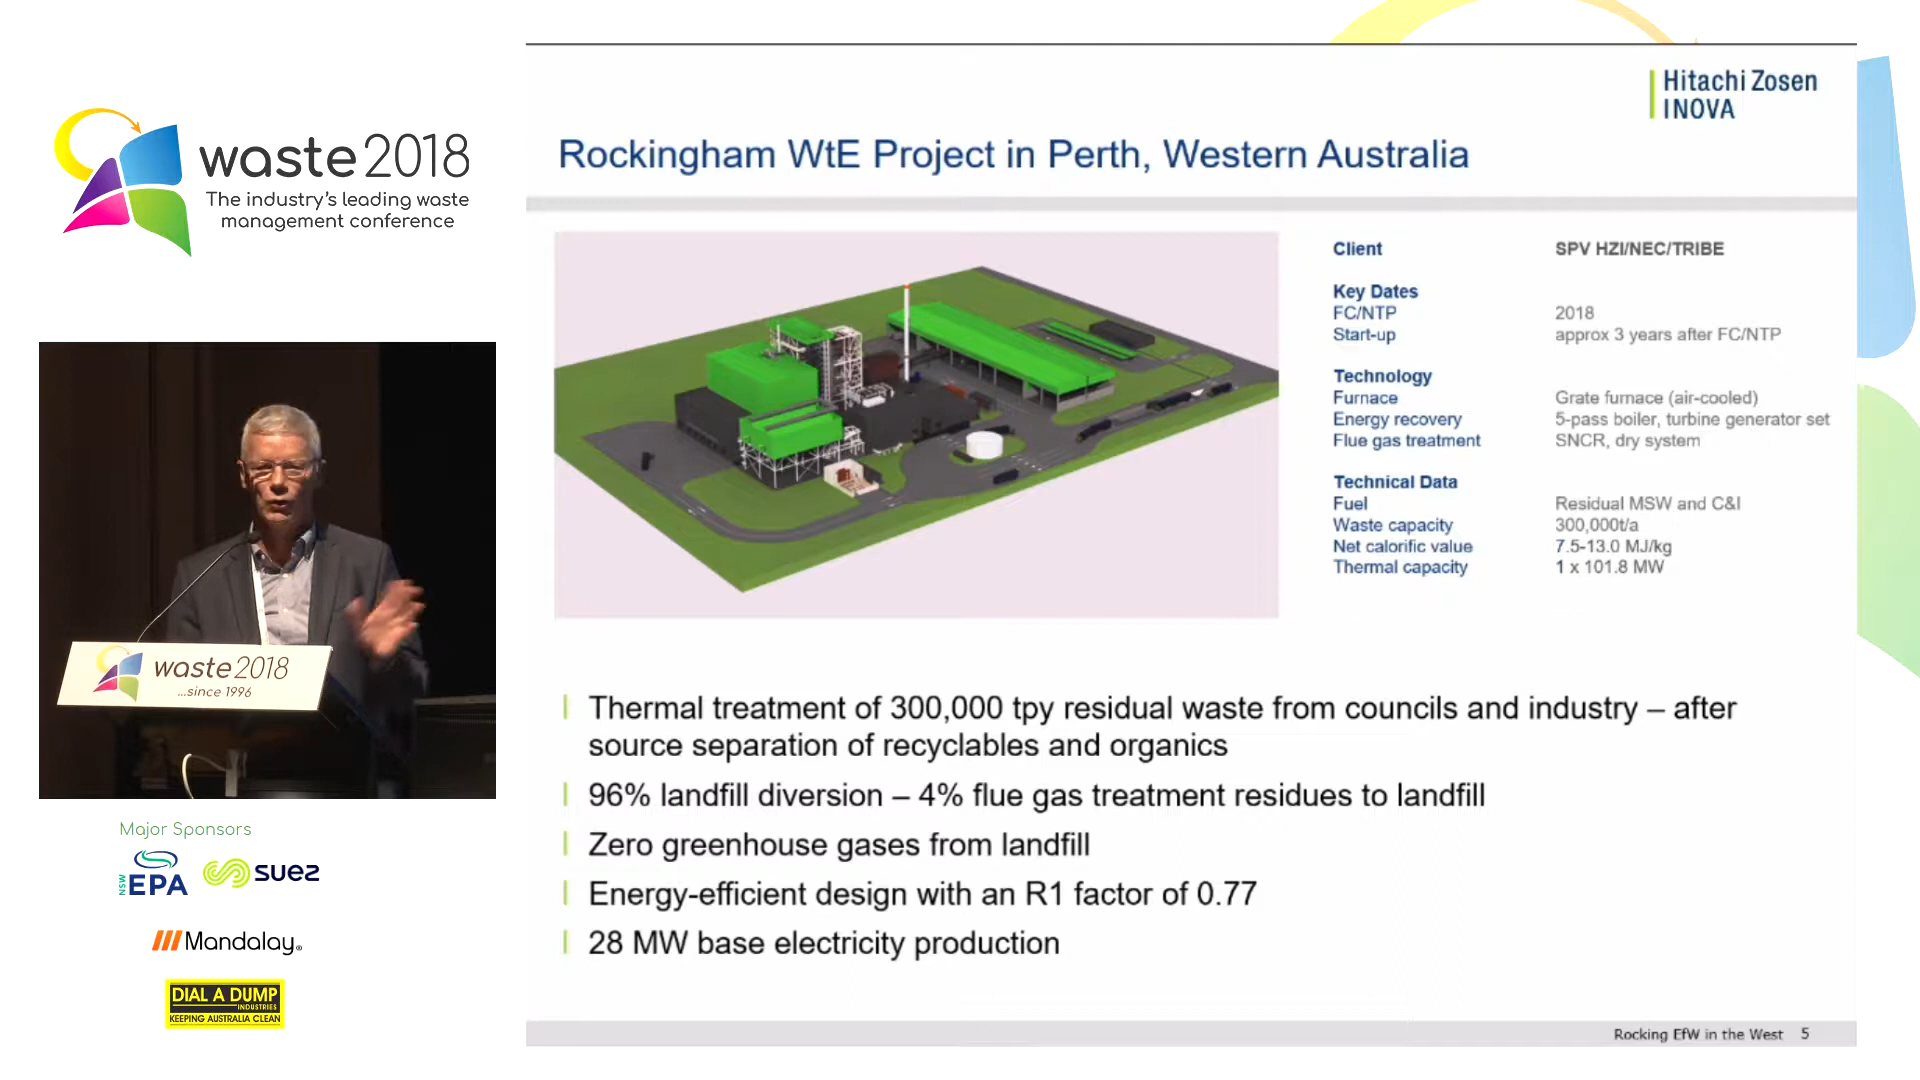 waste 2018
The industry's leading waste
management conference
waste 2018
...since 1996
Major Sponsors
NSW EPA
suez
Mandalay®
DIAL A DUMP
INDUSTRIES
KEEPING AUSTRALIA CLEAN
Hitachi Zosen
INOVA
Rockingham WtE Project in Perth, Western Australia
Client SPV HZI/NEC/TRIBE
Key Dates
FC/NTP 2018
Start-up approx 3 years after FC/NTP
Technology
Furnace Grate furnace (air-cooled)
Energy recovery 5-pass boiler, turbine generator set
Flue gas treatment SNCR, dry system
Technical Data
Fuel Residual MSW and C&I
Waste capacity 300,000t/a
Net calorific value 7.5-13.0 MJ/kg
Thermal capacity 1 x 101.8 MW
Thermal treatment of 300,000 tpy residual waste from councils and industry – after
source separation of recyclables and organics
96% landfill diversion – 4% flue gas treatment residues to landfill
Zero greenhouse gases from landfill
Energy-efficient design with an R1 factor of 0.77
28 MW base electricity production
Rocking EfW in the West 5